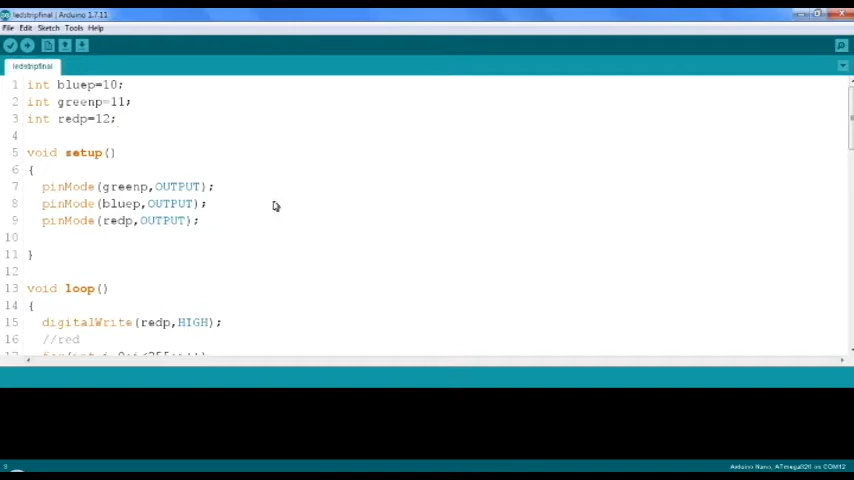 ledstripfinal | Arduino 1.7.11
File Edit Sketch Tools Help
ledstripfinal
1 int bluep=10;
2 int greenp=11;
3 int redp=12;
4
5 void setup()
6 {
7 pinMode(greenp,OUTPUT);
8 pinMode(bluep,OUTPUT);
9 pinMode(redp,OUTPUT);
10
11 }
12
13 void loop()
14 {
15 digitalWrite(redp,HIGH);
16 //red
3
Arduino Nano, ATmega328 on COM12